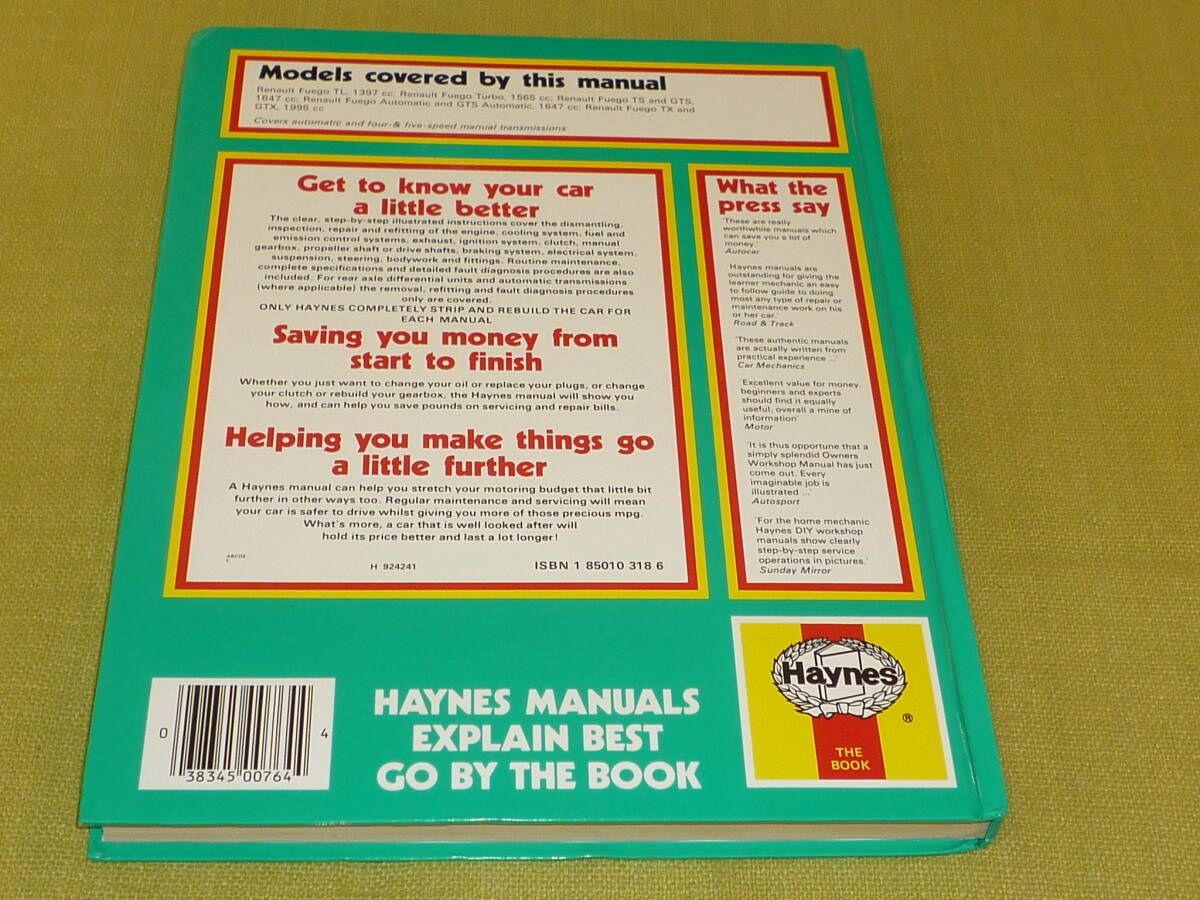 Models covered by this manual
Renault Fuego TL, 1397 cc; Renault Fuego Turbo, 1565 cc; Renault Fuego TS and GTS,
1647 cc; Renault Fuego Automatic and GTS Automatic, 1647 cc; Renault Fuego TX and
GTX, 1995 cc
Covers automatic and four- & five-speed manual transmissions
Get to know your car
a little better
The clear, step-by-step illustrated instructions cover the dismantling,
inspection, repair and refitting of the engine, cooling system, fuel and
emission control systems, exhaust, ignition system, clutch, manual
gearbox, propeller shaft or drive shafts, braking system, electrical system,
suspension, steering, bodywork and fittings. Routine maintenance,
complete specifications and detailed fault diagnosis procedures are also
included. For rear axle differential units and automatic transmissions
(where applicable) the removal, refitting and fault diagnosis procedures
only are covered.
ONLY HAYNES COMPLETELY STRIP AND REBUILD THE CAR FOR
EACH MANUAL
Saving you money from
start to finish
Whether you just want to change your oil or replace your plugs, or change
your clutch or rebuild your gearbox, the Haynes manual will show you
how, and can help you save pounds on servicing and repair bills.
Helping you make things go
a little further
A Haynes manual can help you stretch your motoring budget that little bit
further in other ways too. Regular maintenance and servicing will mean
your car is safer to drive whilst giving you more of those precious mpg.
What's more, a car that is well looked after will
hold its price better and last a lot longer!
ABCDE
F
H 924241
ISBN 1 85010 318 6
What the
press say
'These are really
worthwhile manuals which
can save you a lot of
money.'
Autocar
'Haynes manuals are
outstanding for giving the
learner mechanic an easy
to follow guide to doing
most any type of repair or
maintenance work on his
or her car.'
Road & Track
'These authentic manuals
are actually written from
practical experience ...'
Car Mechanics
'Excellent value for money,
beginners and experts
should find it equally
useful, overall a mine of
information'
Motor
'It is thus opportune that a
simply splendid Owners
Workshop Manual has just
come out. Every
imaginable job is
illustrated ...'
Autosport
'For the home mechanic
Haynes DIY workshop
manuals show clearly
step-by-step service
operations in pictures.'
Sunday Mirror
0 38345 00764 4
HAYNES MANUALS
EXPLAIN BEST
GO BY THE BOOK
Haynes
®
THE
BOOK